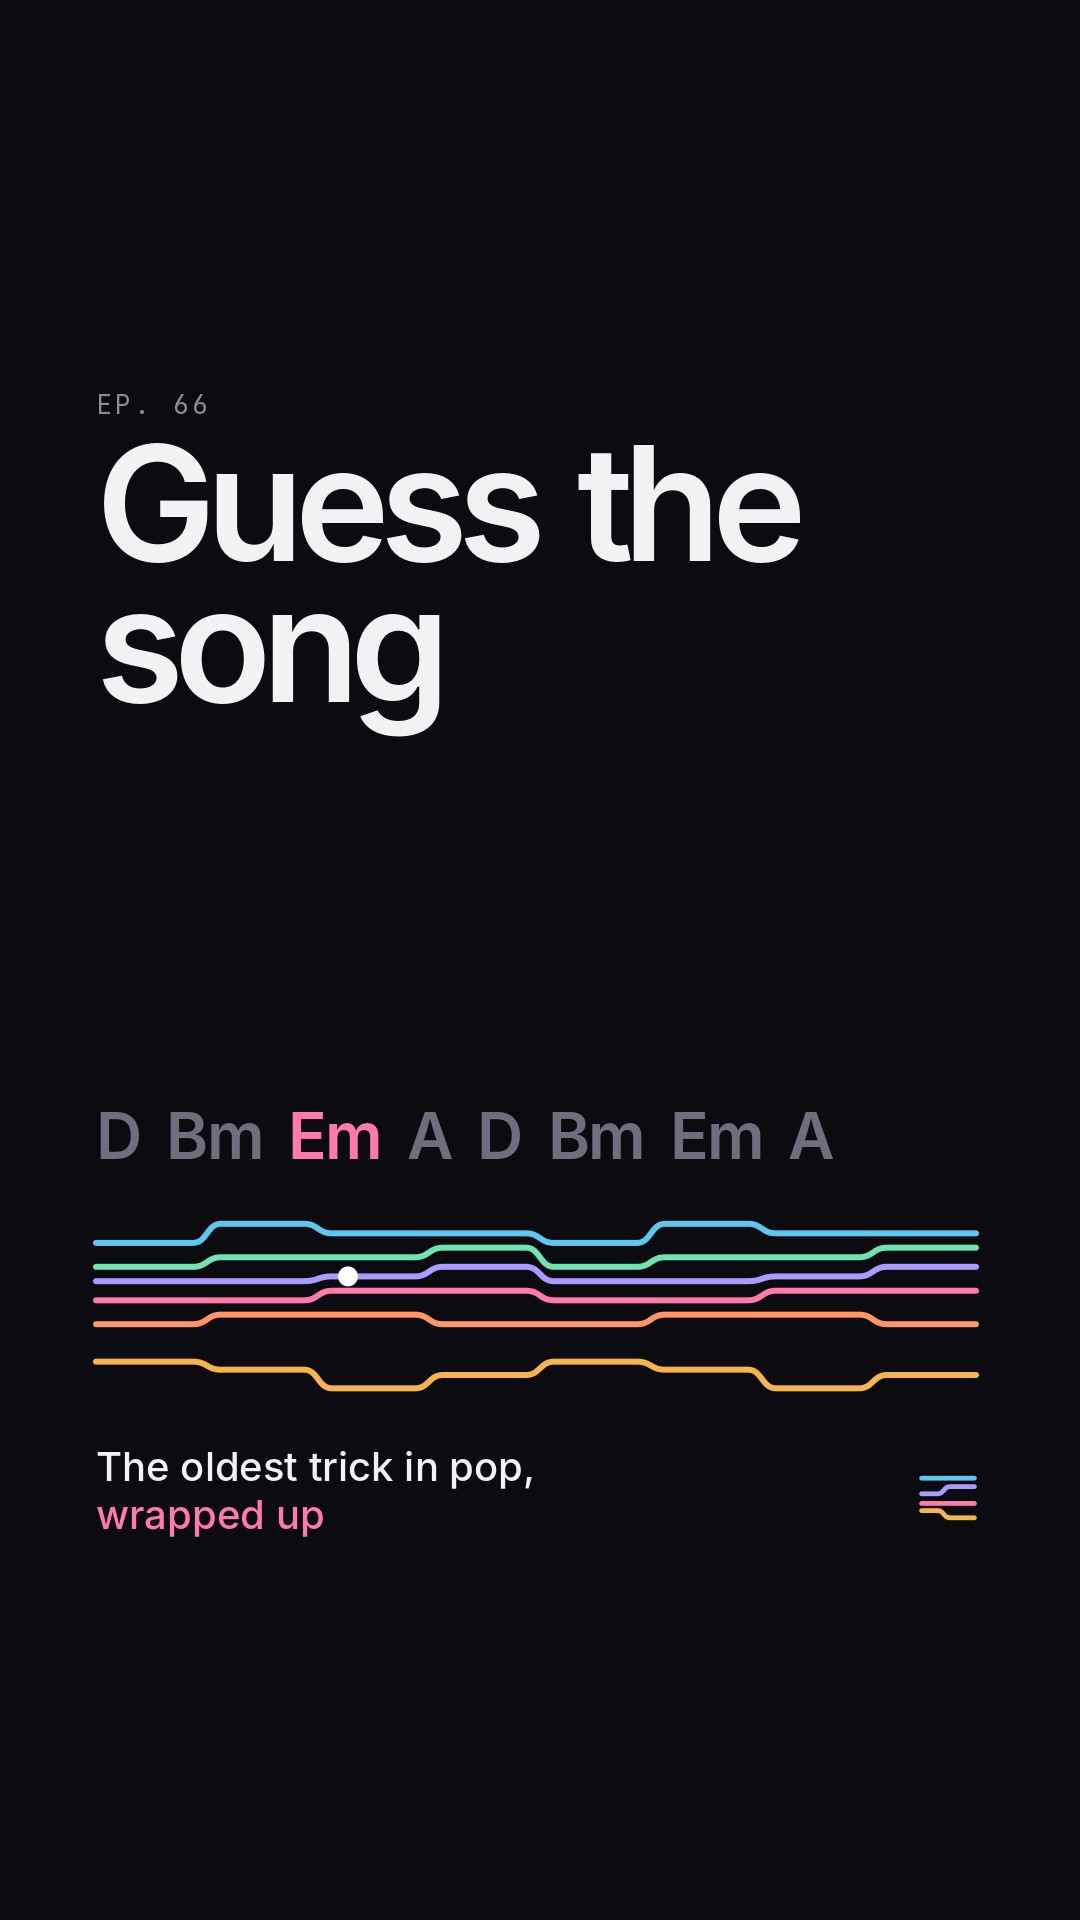 EP. 66
Guess the
song
D Bm Em A D Bm Em A
The oldest trick in pop,
wrapped up